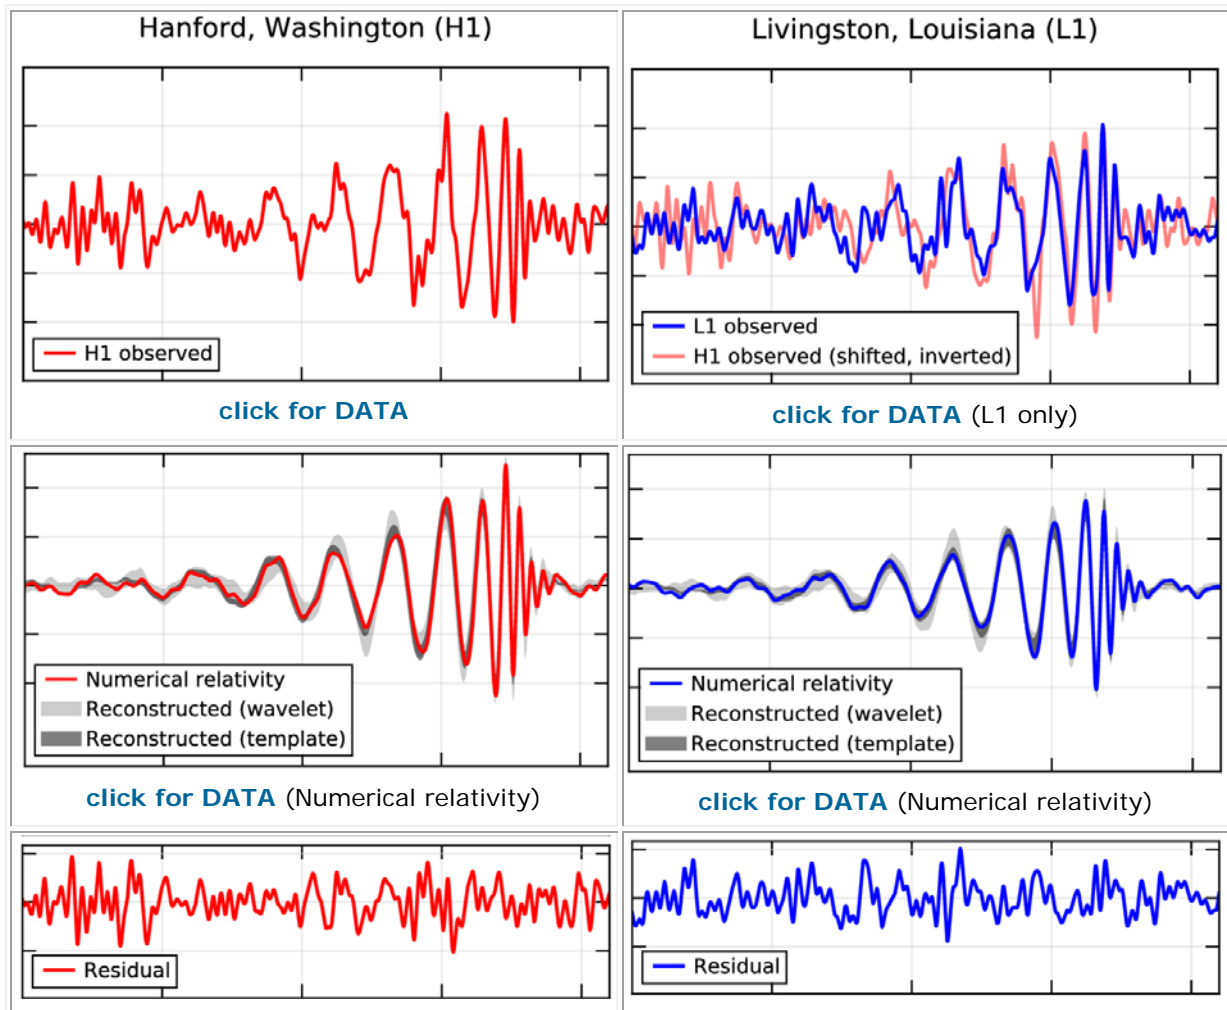 Hanford, Washington (H1)
Livingston, Louisiana (L1)
H1 observed
L1 observed
H1 observed (shifted, inverted)
click for DATA
click for DATA (L1 only)
Numerical relativity
Reconstructed (wavelet)
Reconstructed (template)
Numerical relativity
Reconstructed (wavelet)
Reconstructed (template)
click for DATA (Numerical relativity)
click for DATA (Numerical relativity)
Residual
Residual